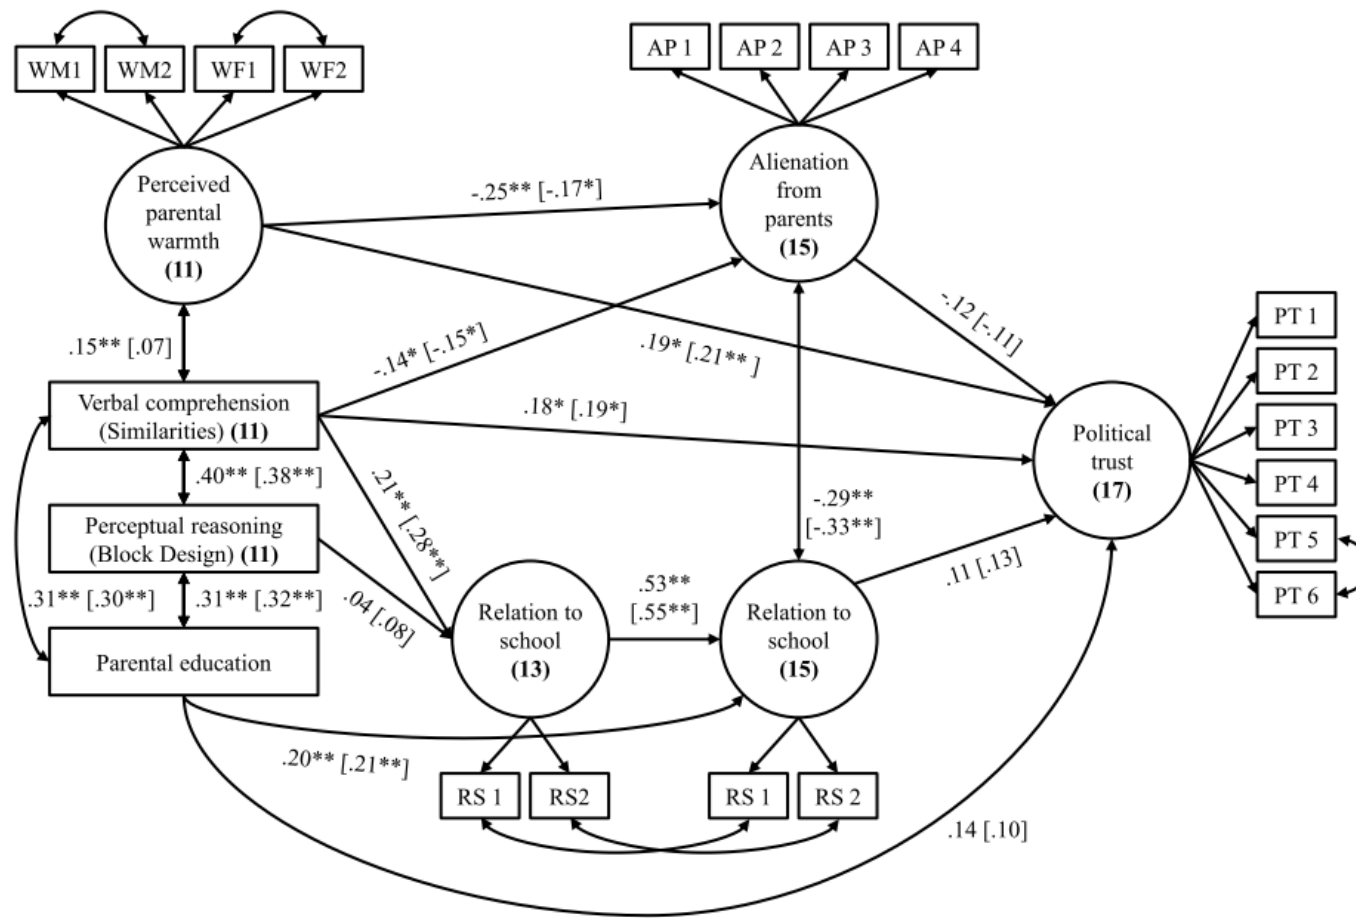 WM1
WM2
WF1
WF2
AP 1
AP 2
AP 3
AP 4
Perceived
parental
warmth
(11)
Alienation
from
parents
(15)
-.25** [-.17*]
.15** [.07]
-.14* [-.15*]
.19* [.21** ]
-.12 [-.11]
Verbal comprehension
(Similarities) (11)
.18* [.19*]
.40** [.38**]
.21** [.28**]
Perceptual reasoning
(Block Design) (11)
.31** [.30**]
.31** [.32**]
.04 [.08]
Parental education
-.29**
[-.33**]
Political
trust
(17)
PT 1
PT 2
PT 3
PT 4
PT 5
PT 6
Relation to
school
(13)
.53**
[.55**]
Relation to
school
(15)
.11 [.13]
.20** [.21**]
RS 1
RS2
RS 1
RS 2
.14 [.10]